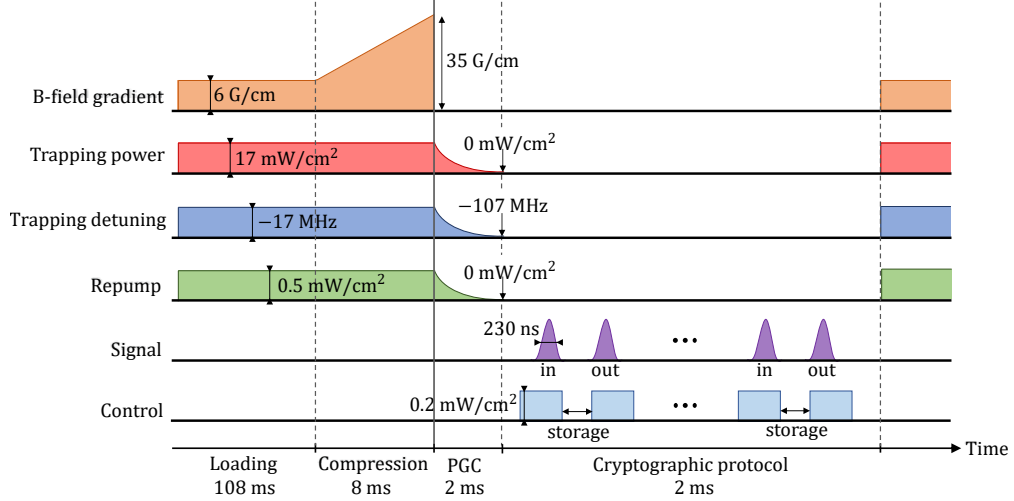 35 G/cm
B-field gradient
6 G/cm
0 mW/cm²
Trapping power
17 mW/cm²
−107 MHz
Trapping detuning
−17 MHz
0 mW/cm²
Repump
0.5 mW/cm²
230 ns
Signal
•••
in out in out
Control
0.2 mW/cm²
•••
storage storage
Time
Loading Compression PGC Cryptographic protocol
108 ms 8 ms 2 ms 2 ms